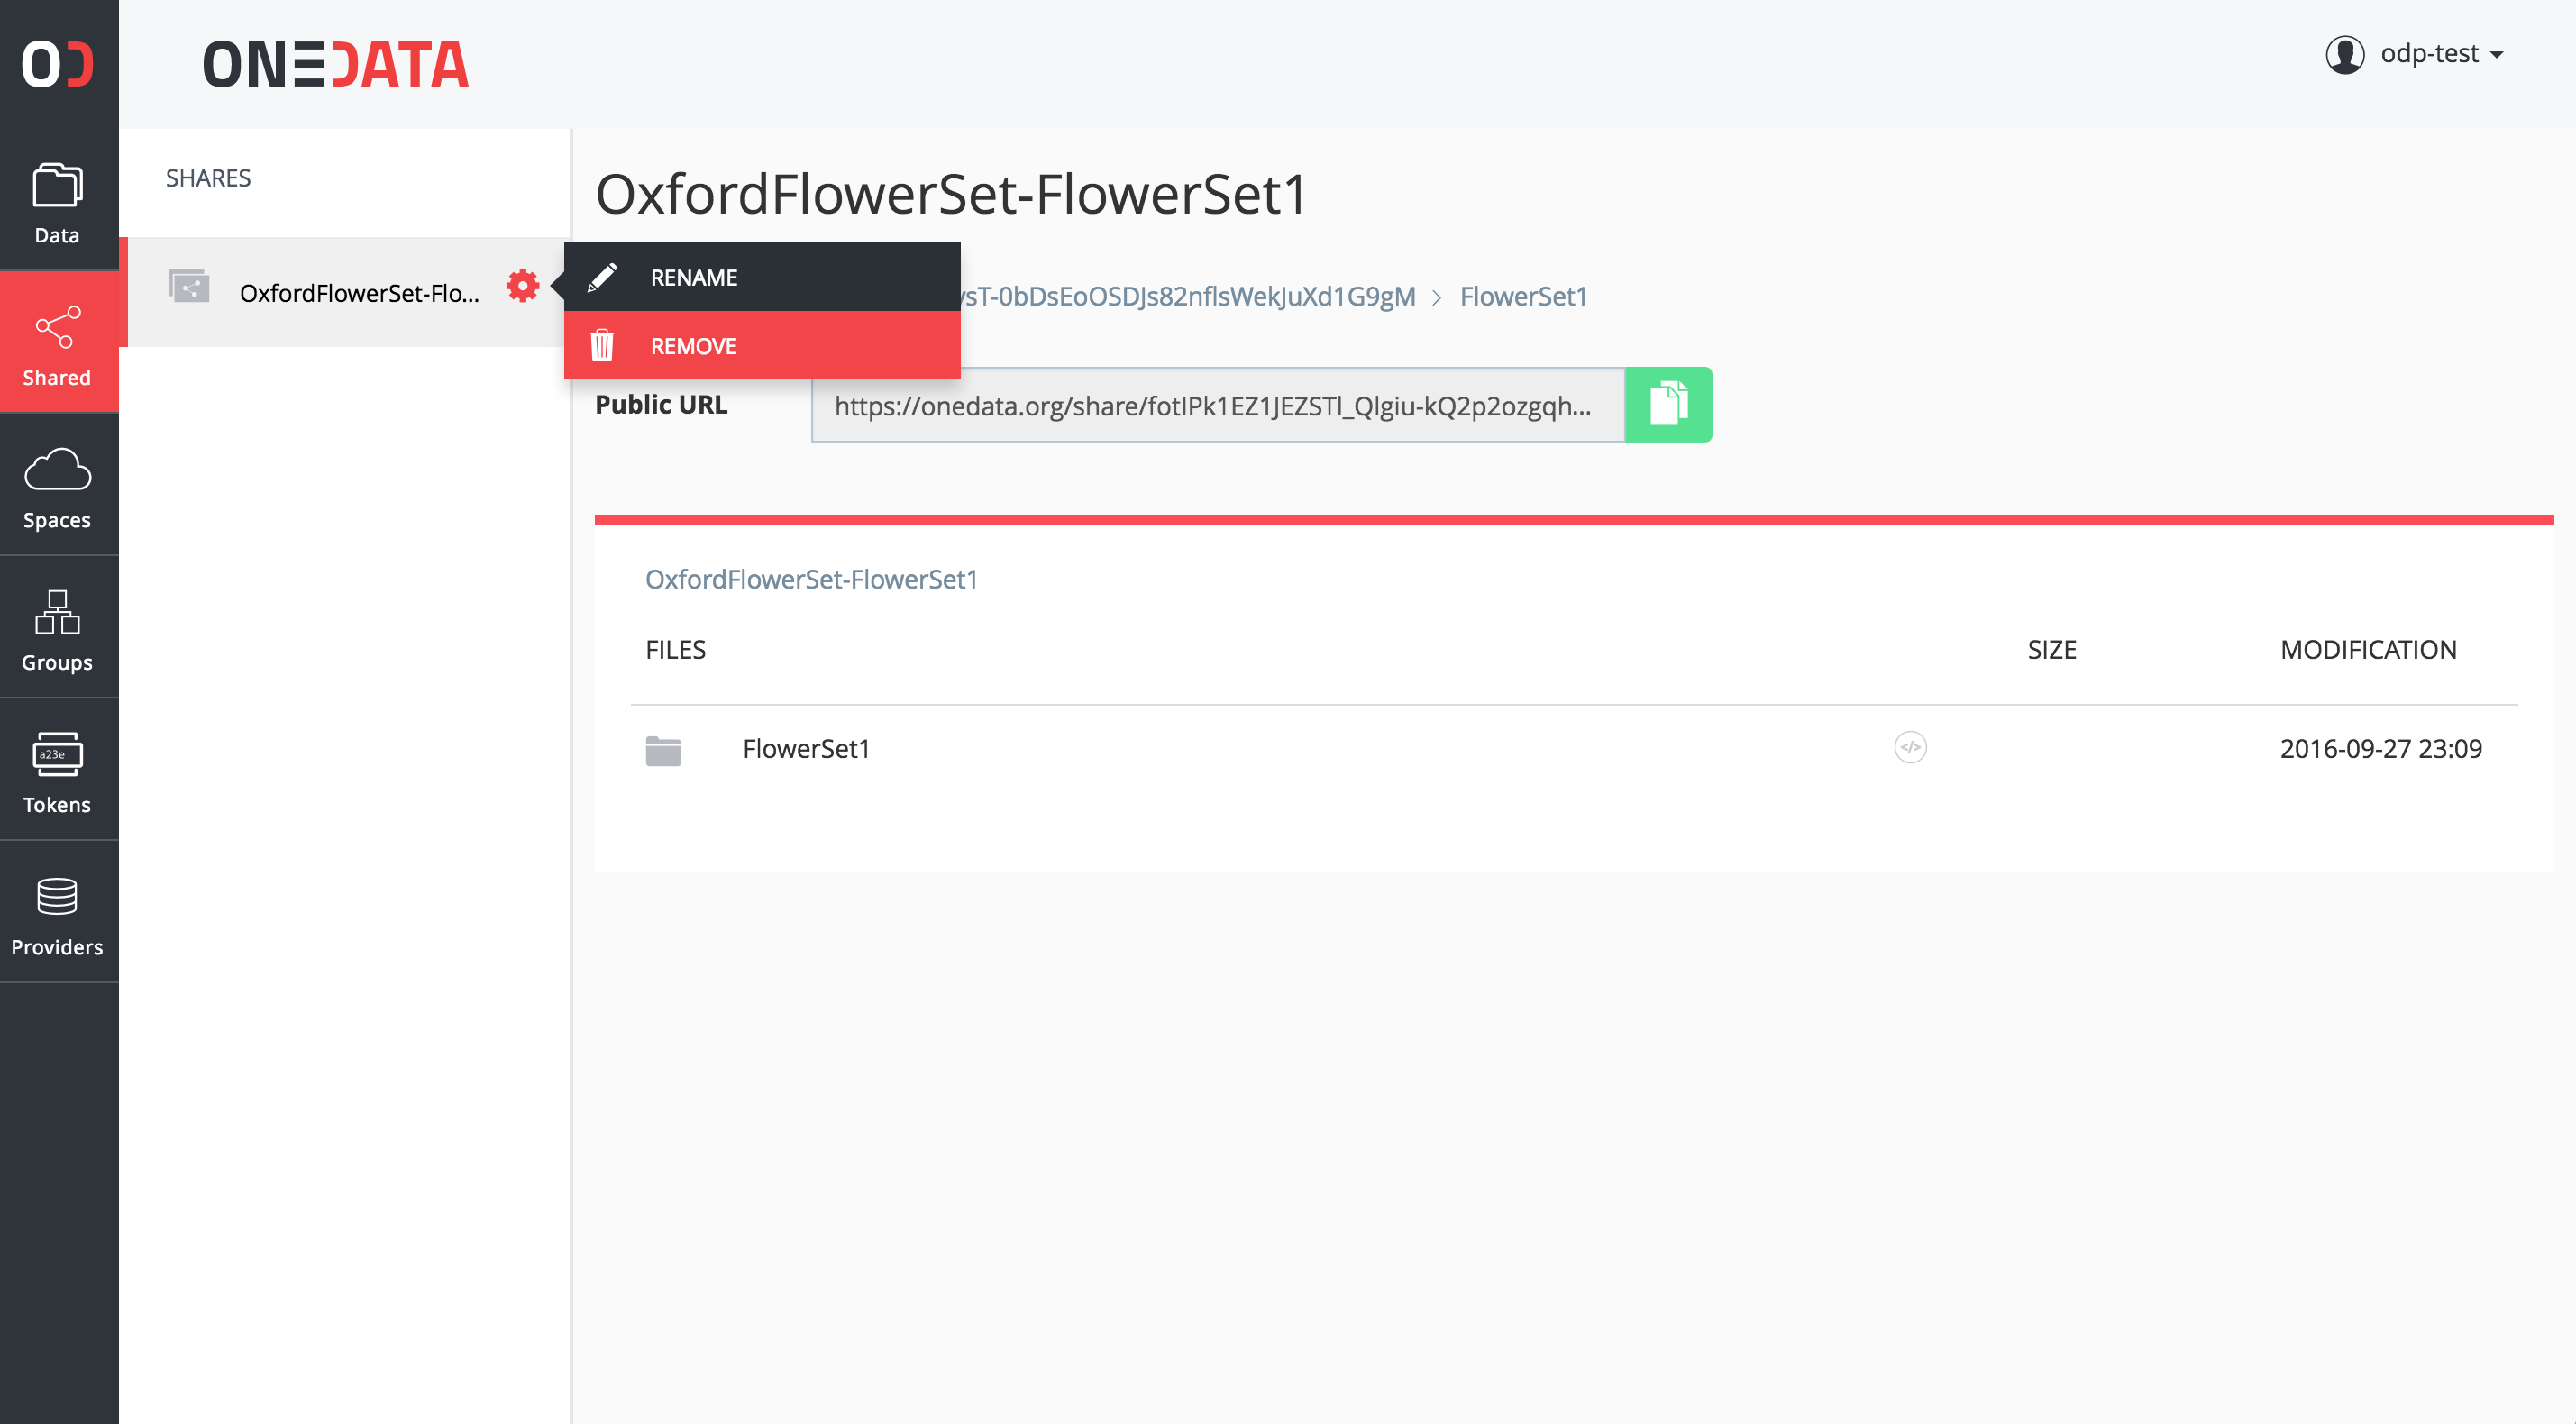 ONEDATA
odp-test
Data
Shared
Spaces
Groups
a23e
Tokens
Providers
SHARES
OxfordFlowerSet-Flo...
RENAME
REMOVE
OxfordFlowerSet-FlowerSet1
sT-0bDsEoOSDJs82nflsWekJuXd1G9gM > FlowerSet1
Public URL
https://onedata.org/share/fotIPk1EZ1JEZSTl_Qlgiu-kQ2p2ozgqh...
OxfordFlowerSet-FlowerSet1
FILES SIZE MODIFICATION
FlowerSet1 </> 2016-09-27 23:09